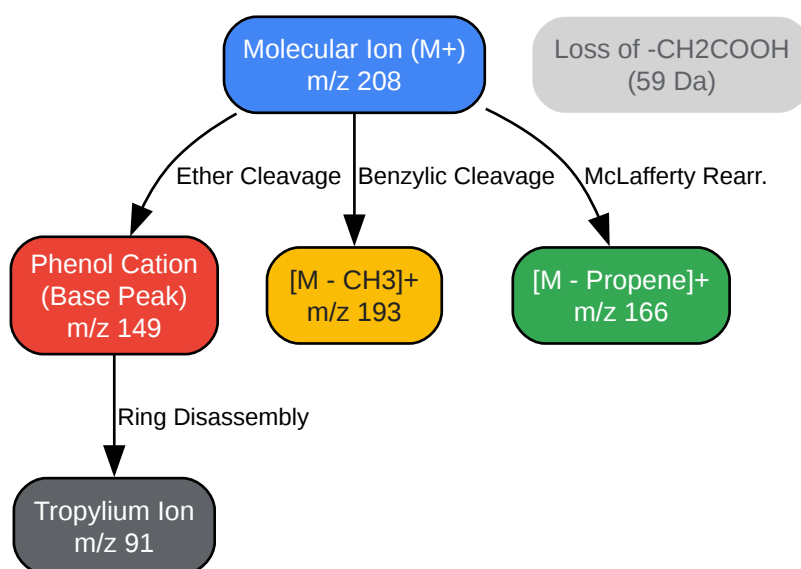 Molecular Ion (M+)
m/z 208
Loss of -CH2COOH
(59 Da)
Ether Cleavage
Benzylic Cleavage
McLafferty Rearr.
Phenol Cation
(Base Peak)
m/z 149
[M - CH3]+
m/z 193
[M - Propene]+
m/z 166
Ring Disassembly
Tropylium Ion
m/z 91